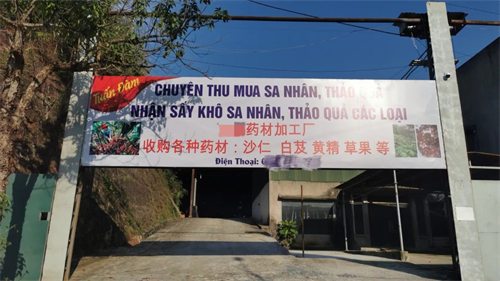 Trấn Đàm
CHUYÊN THU MUA SA NHÂN, THẢO QUẢ
NHẬN SẤY KHÔ SA NHÂN, THẢO QUẢ CÁC LOẠI
药材加工厂
收购各种药材：沙仁 白芨 黄精 草果 等
Điện Thoại: